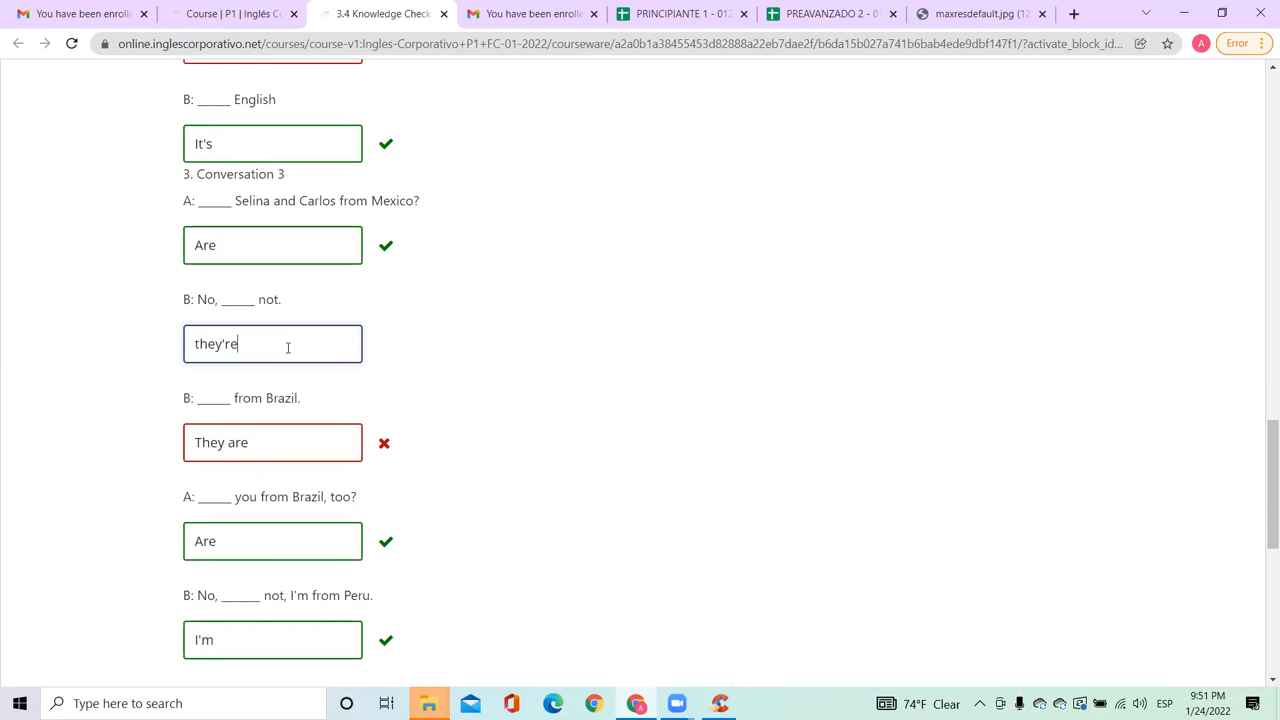 You have been enrolle
Course | P1 | Inglés C
3.4 Knowledge Check
You have been enrolle
PRINCIPIANTE 1 - 012
PREAVANZADO 2 - 01
maxresdefault.jpg (12
online.inglescorporativo.net/courses/course-v1:Ingles-Corporativo+P1+FC-01-2022/courseware/a2a0b1a38455453d82888a22eb7dae2f/b6da15b027a741b6bab4ede9dbf147f1/?activate_block_id...
A
Error
B: _____ English
It's
3. Conversation 3
A: _____ Selina and Carlos from Mexico?
Are
B: No, _____ not.
they're
B: _____ from Brazil.
They are
A: _____ you from Brazil, too?
Are
B: No, ______ not, I'm from Peru.
I'm
Type here to search
74°F Clear
ESP
9:51 PM
1/24/2022